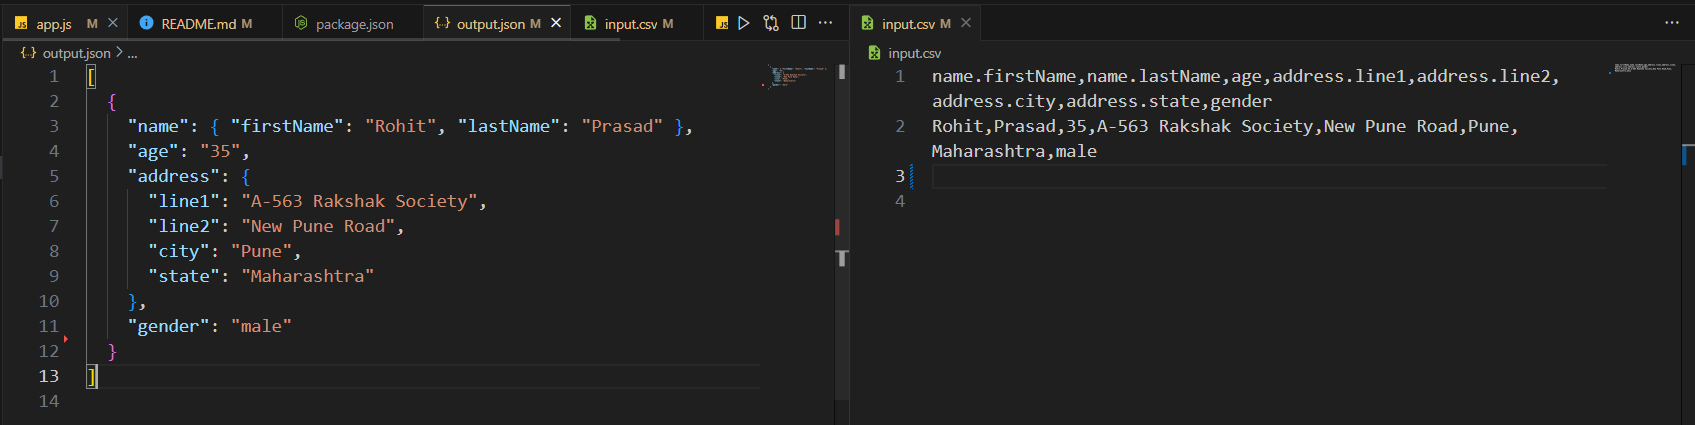 app.js M
README.md M
package.json
output.json M
input.csv M
output.json > ...
1 [
2 {
3 "name": { "firstName": "Rohit", "lastName": "Prasad" },
4 "age": "35",
5 "address": {
6 "line1": "A-563 Rakshak Society",
7 "line2": "New Pune Road",
8 "city": "Pune",
9 "state": "Maharashtra"
10 },
11 "gender": "male"
12 }
13 ]
14
input.csv M
input.csv
1 name.firstName,name.lastName,age,address.line1,address.line2,
address.city,address.state,gender
2 Rohit,Prasad,35,A-563 Rakshak Society,New Pune Road,Pune,
Maharashtra,male
3
4